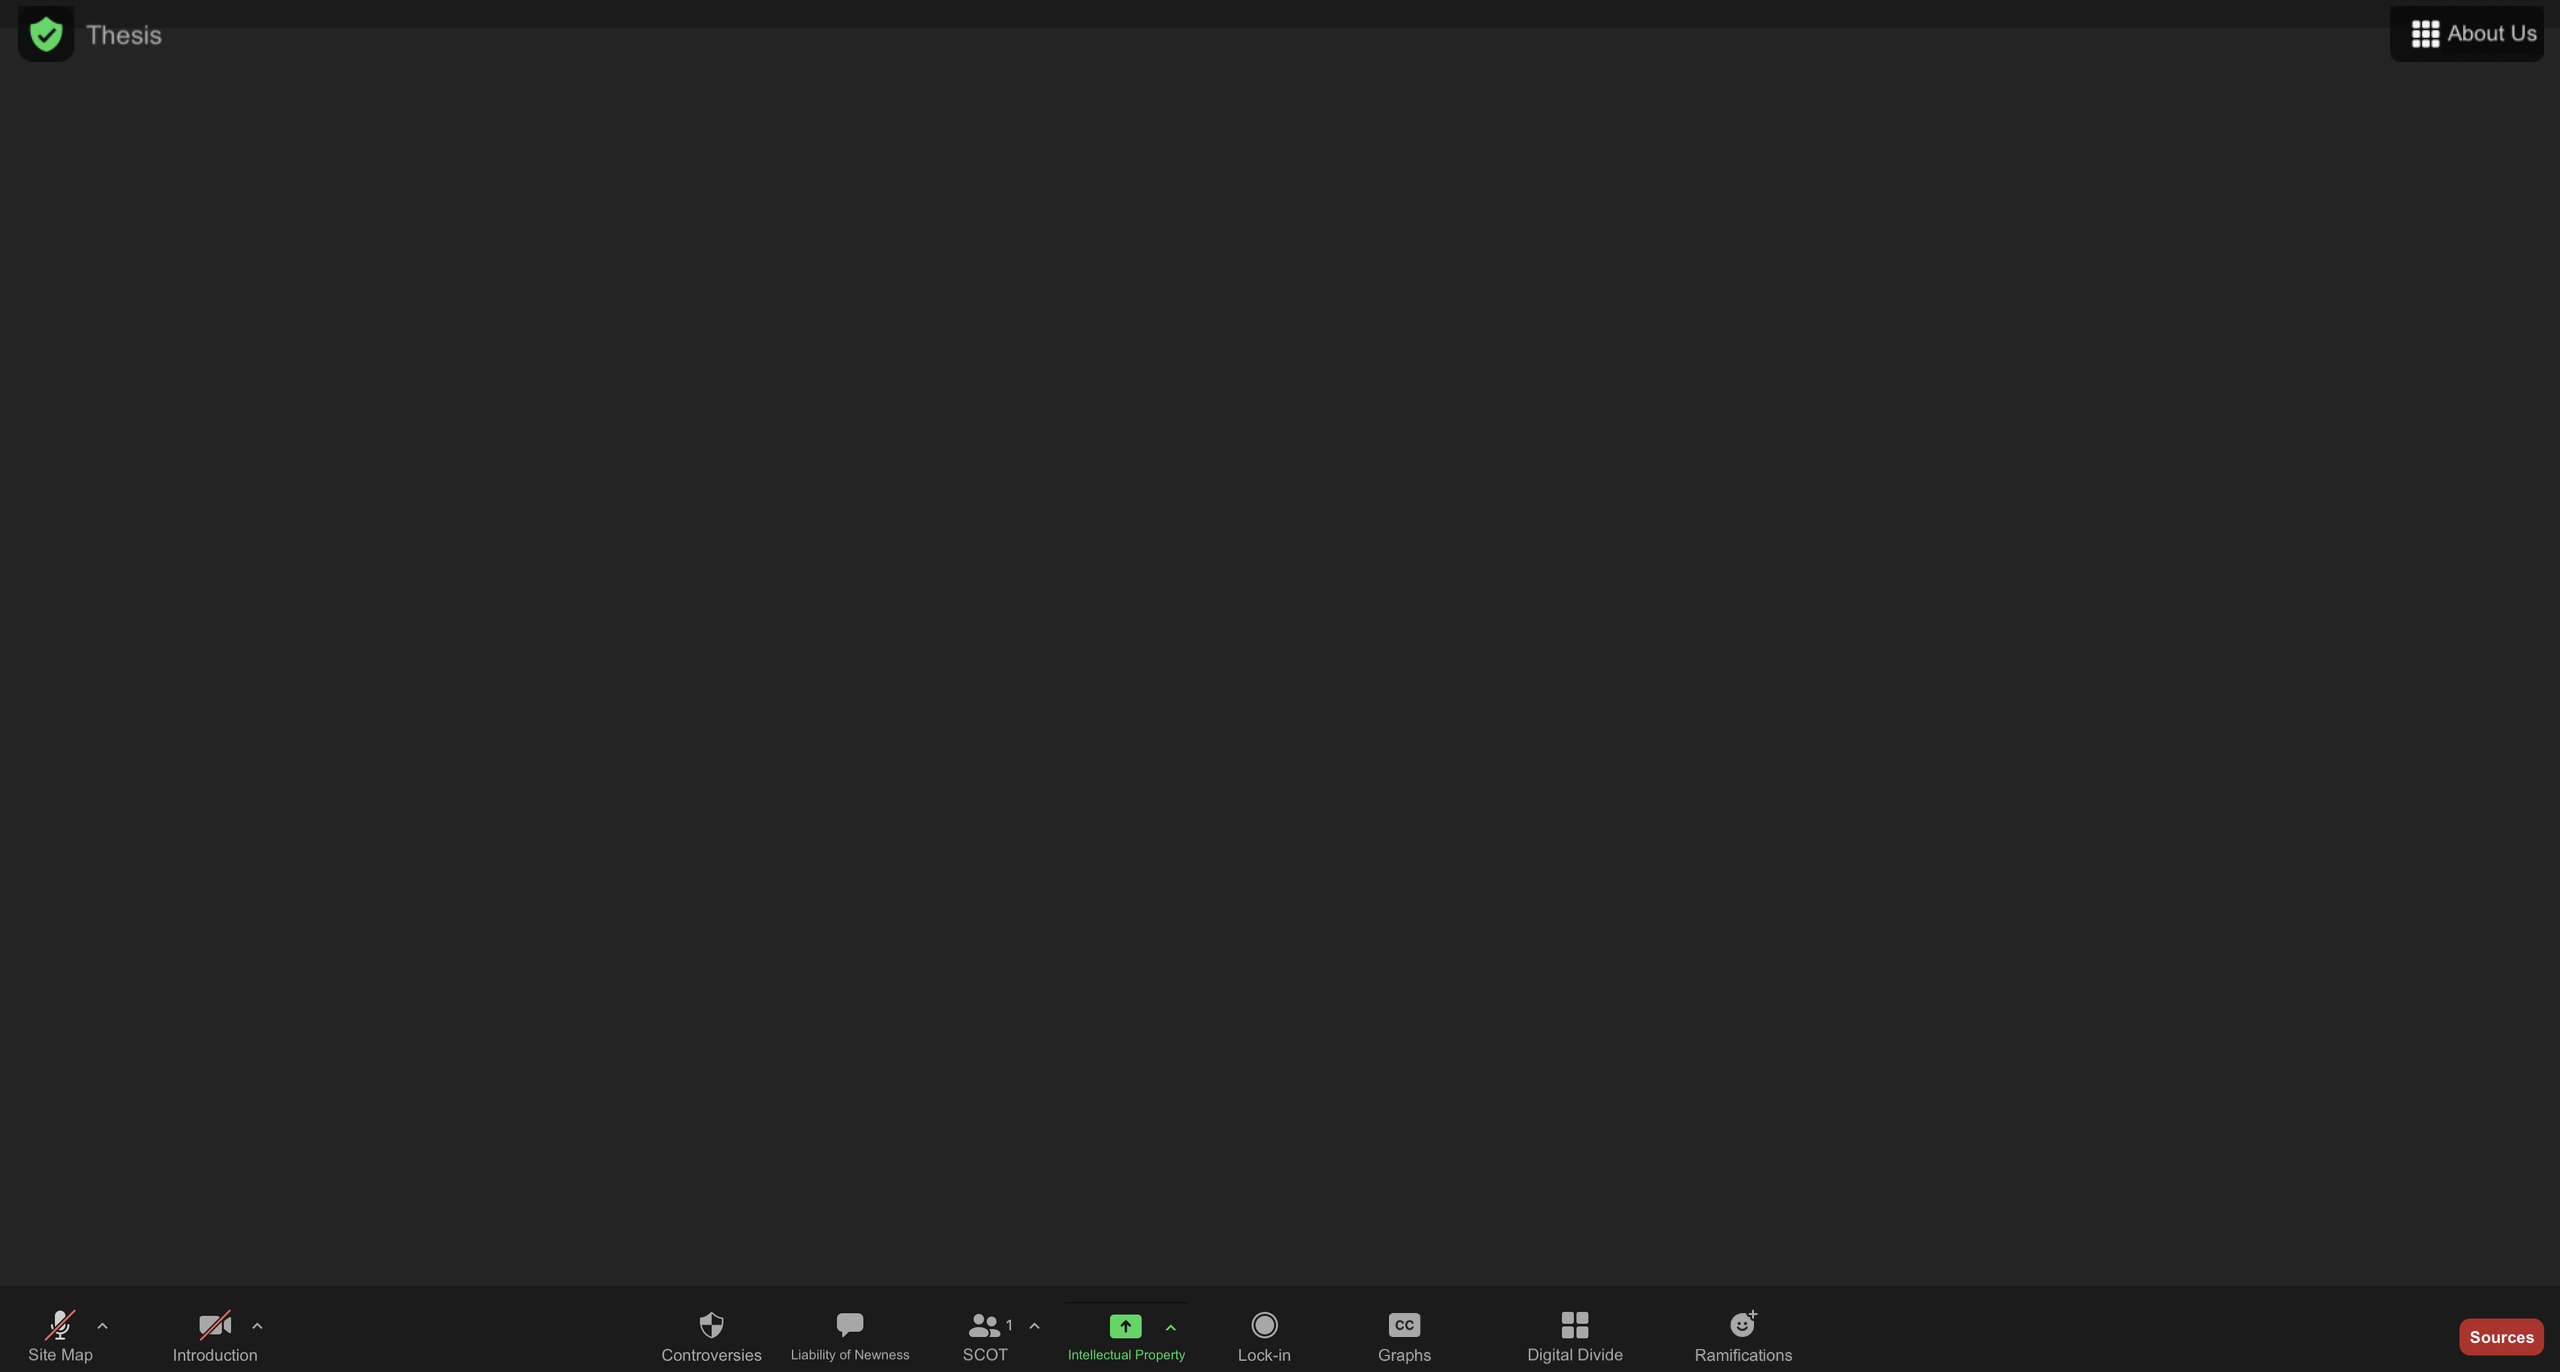 Thesis
About Us
1
CC
Site Map
Introduction
Controversies
Liability of Newness
SCOT
Intellectual Property
Lock-in
Graphs
Digital Divide
Ramifications
Sources